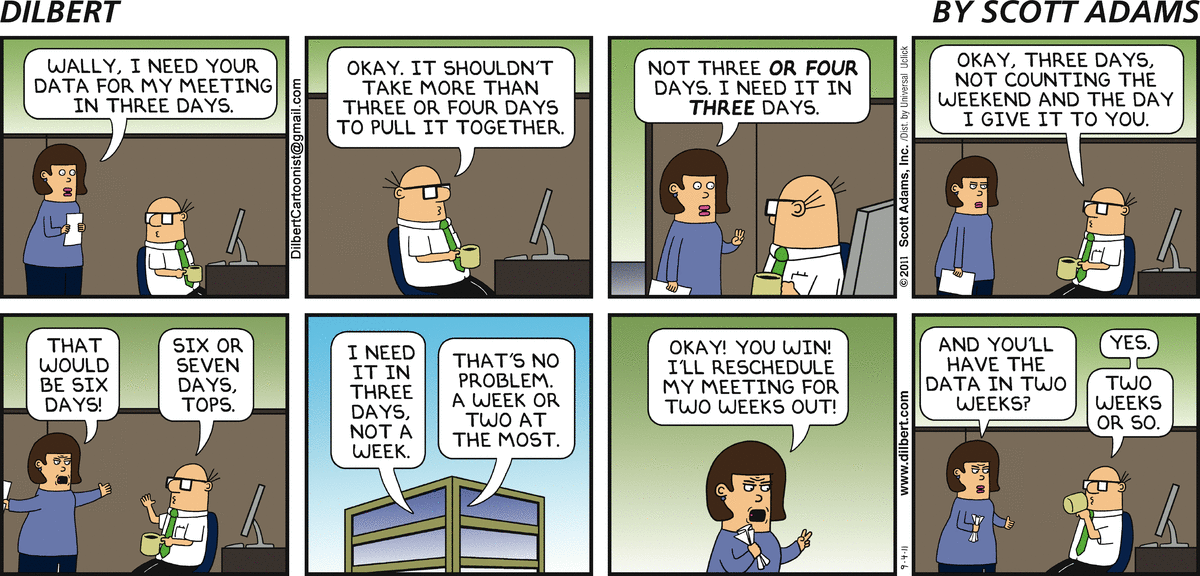 DILBERT
BY SCOTT ADAMS
WALLY, I NEED YOUR
DATA FOR MY MEETING
IN THREE DAYS.
DilbertCartoonist@gmail.com
OKAY. IT SHOULDN'T
TAKE MORE THAN
THREE OR FOUR DAYS
TO PULL IT TOGETHER.
NOT THREE OR FOUR
DAYS. I NEED IT IN
THREE DAYS.
©2011 Scott Adams, Inc. /Dist. by Universal Uclick
OKAY, THREE DAYS,
NOT COUNTING THE
WEEKEND AND THE DAY
I GIVE IT TO YOU.
THAT
WOULD
BE SIX
DAYS!
SIX OR
SEVEN
DAYS,
TOPS.
I NEED
IT IN
THREE
DAYS,
NOT A
WEEK.
THAT'S NO
PROBLEM.
A WEEK OR
TWO AT
THE MOST.
OKAY! YOU WIN!
I'LL RESCHEDULE
MY MEETING FOR
TWO WEEKS OUT!
www.dilbert.com
9-4-11
AND YOU'LL
HAVE THE
DATA IN TWO
WEEKS?
YES.
TWO
WEEKS
OR SO.